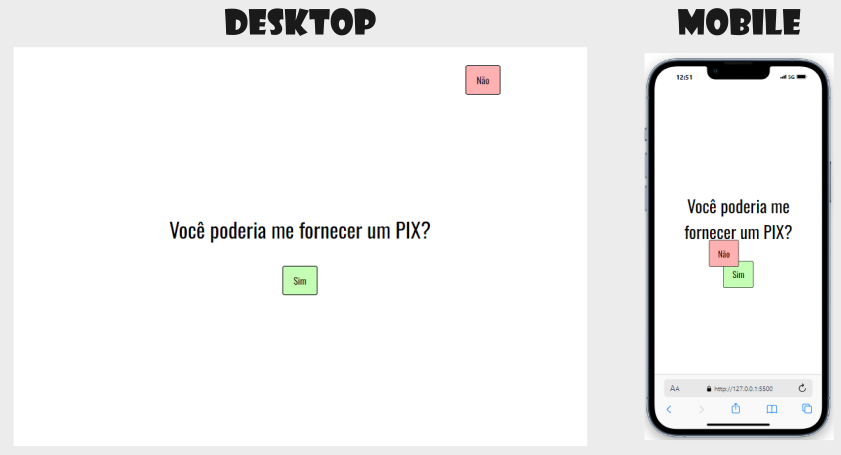 DESKTOP
Não
Você poderia me fornecer um PIX?
Sim
MOBILE
12:51
5G
Você poderia me
fornecer um PIX?
Não
Sim
AA http://127.0.0.1:5500